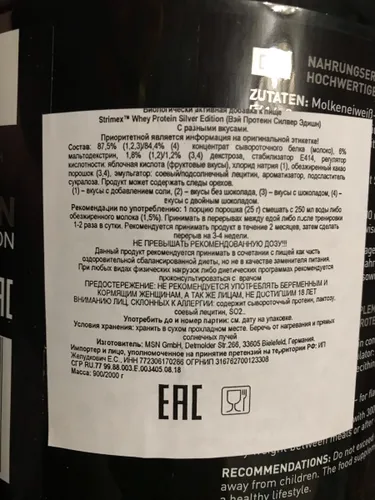 NAHRUNGSER
HOCHWERTIGE
ZUTATEN: Molkeneiweiß-
Биологически активная добавка к пище
Strimex™ Whey Protein Silver Edition (Вэй Протеин Силвер Эдишн)
С разными вкусами.
Приоритетной является информация на оригинальной этикетке!
Состав: 87,5% (1,2,3)/84,4% (4) концентрат сывороточного белка (молоко), 6%
мальтодекстрин, 1,8% (1,2)/1,2% (3,4) декстроза, стабилизатор Е414, регулятор
кислотности: яблочная кислота (фруктовые вкусы), хлорид натрия (1), обезжиренный какао
порошок (3,4), эмульгатор: соевый/подсолнечный лецитин, ароматизатор, подсластитель
сукралоза. Продукт может содержать следы орехов.
(1) – вкусы с добавлением соли, (2) – вкусы без шоколада, (3) – вкусы с шоколадом, (4) –
вкусы с двойным шоколадом.
Рекомендации по употреблению: 1 порцию порошка (25 г) смешать с 250 мл воды либо
обезжиренного молока (1,5%). Принимать в перерывах между едой либо после тренировки
1-2 раза в сутки. Рекомендуется принимать продукт в течение 2 месяцев, затем сделать
перерыв на 3-4 недели.
НЕ ПРЕВЫШАТЬ РЕКОМЕНДОВАННУЮ ДОЗУ!!!
Данный продукт рекомендован принимать в сочетании с пищей как часть
оздоровительной сбалансированной диеты, но не в качестве заменителя питания.
При любых видах физических нагрузок либо диетических программах рекомендуется
проконсультироваться с врачом
ПРЕДОСТЕРЕЖЕНИЕ: НЕ РЕКОМЕНДУЕТСЯ УПОТРЕБЛЯТЬ БЕРЕМЕННЫМ И
КОРМЯЩИМ ЖЕНЩИНАМ, А ТАК ЖЕ ЛИЦАМ, НЕ ДОСТИГШИМ 18 ЛЕТ
ВНИМАНИЮ ЛИЦ, СКЛОННЫХ К АЛЛЕРГИИ: содержит сывороточный протеин, лактозу,
соевый лецитин, SO2.
Употребить до и номер партии: см. дату на упаковке.
Условия хранения: хранить в сухом прохладном месте. Беречь от нагревания и прямых
солнечных лучей
Изготовитель: MSN GmbH, Detmolder Str.268, 33605 Bielefeld, Германия.
Импортер и лицо, уполномоченное на принятие претензий на территории РФ: ИП
Желудкович Е.С., ИНН 772306170266 ОГРНИП 316762700123308
СГР RU.77 99.88.003.Е.003405.08.18
Масса: 900/2000 г
EAC
ON
RECOMMENDATIONS: Do not exceed
away from children. The food supplem
a healthy lifestyle.